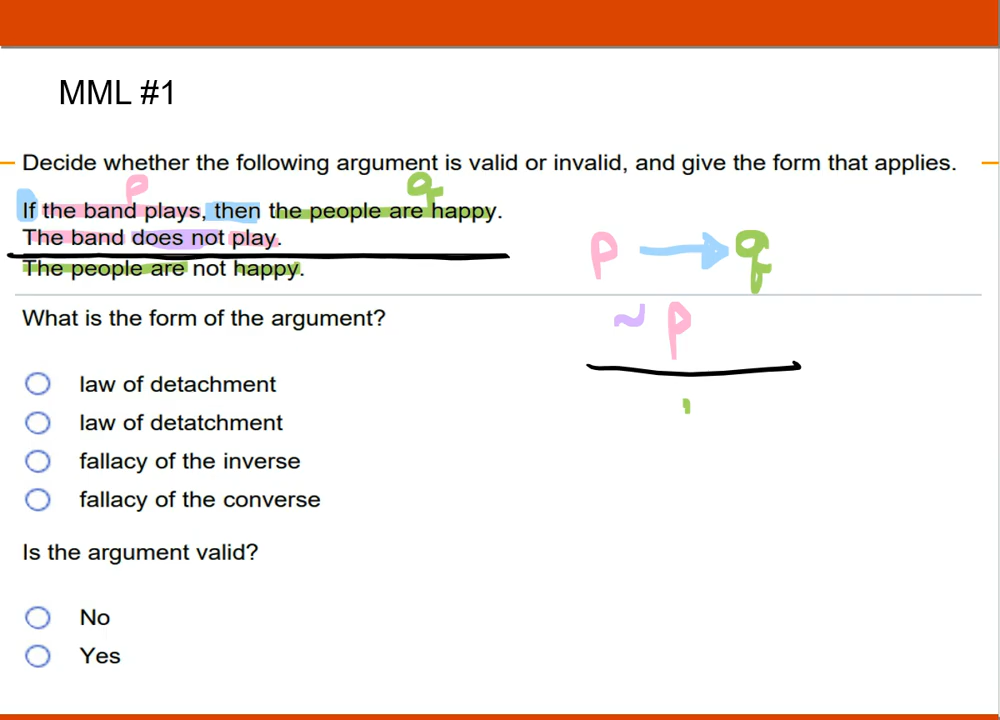 MML #1
Decide whether the following argument is valid or invalid, and give the form that applies.
p q
If the band plays, then the people are happy.
The band does not play.
The people are not happy.
p → q
~ p
What is the form of the argument?
law of detachment
law of detatchment
fallacy of the inverse
fallacy of the converse
Is the argument valid?
No
Yes